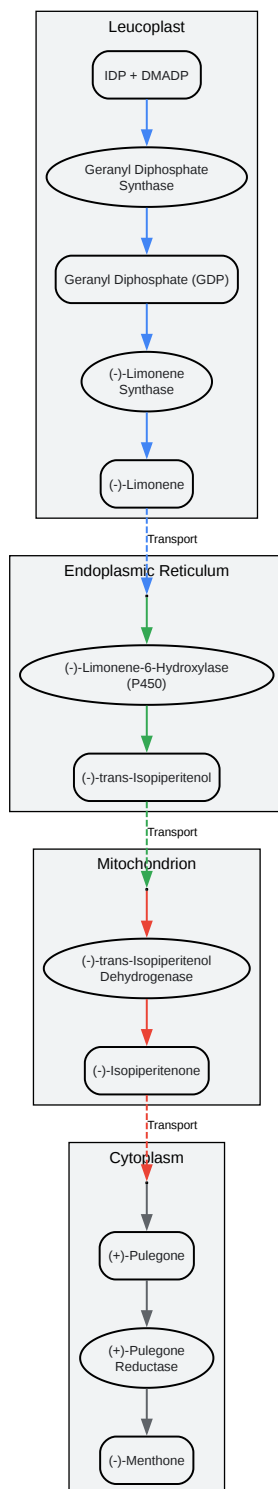 Leucoplast
IDP + DMADP
Geranyl Diphosphate
Synthase
Geranyl Diphosphate (GDP)
(-)-Limonene
Synthase
(-)-Limonene
Transport
Endoplasmic Reticulum
(-)-Limonene-6-Hydroxylase
(P450)
(-)-trans-Isopiperitenol
Transport
Mitochondrion
(-)-trans-Isopiperitenol
Dehydrogenase
(-)-Isopiperitenone
Transport
Cytoplasm
(+)-Pulegone
(+)-Pulegone
Reductase
(-)-Menthone